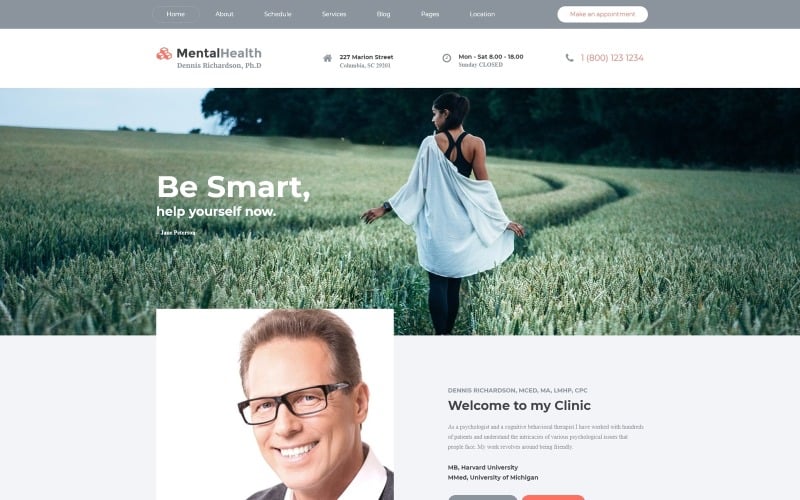 Home About Schedule Services Blog Pages Location Make an appointment
MentalHealth
Dennis Richardson, Ph.D
227 Marion Street
Columbia, SC 29201
Mon - Sat 8.00 - 18.00
Sunday CLOSED
1 (800) 123 1234
Be Smart,
help yourself now.
- Jane Peterson
DENNIS RICHARDSON, MCED, MA, LMHP, CPC
Welcome to my Clinic
As a psychologist and a cognitive behavioral therapist I have worked with hundreds
of patients and understand the intricacies of various psychological issues that
people face. My work revolves around being friendly.
MB, Harvard University
MMed, University of Michigan